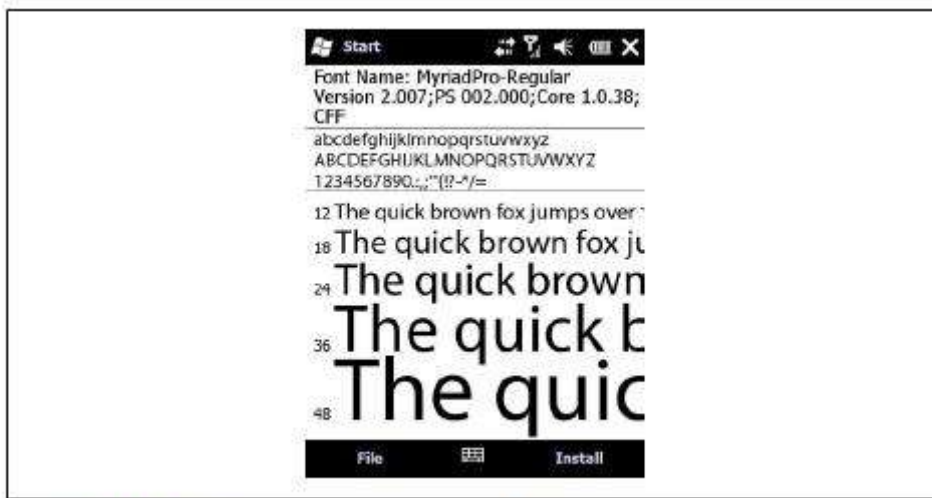 Start
Font Name: MyriadPro-Regular
Version 2.007;PS 002.000;Core 1.0.38;
CFF
abcdefghijklmnopqrstuvwxyz
ABCDEFGHIJKLMNOPQRSTUVWXYZ
1234567890.:,;'"(!?-*/=
12 The quick brown fox jumps over
18 The quick brown fox ju
24 The quick brown
36 The quick b
48 The quic
File Install